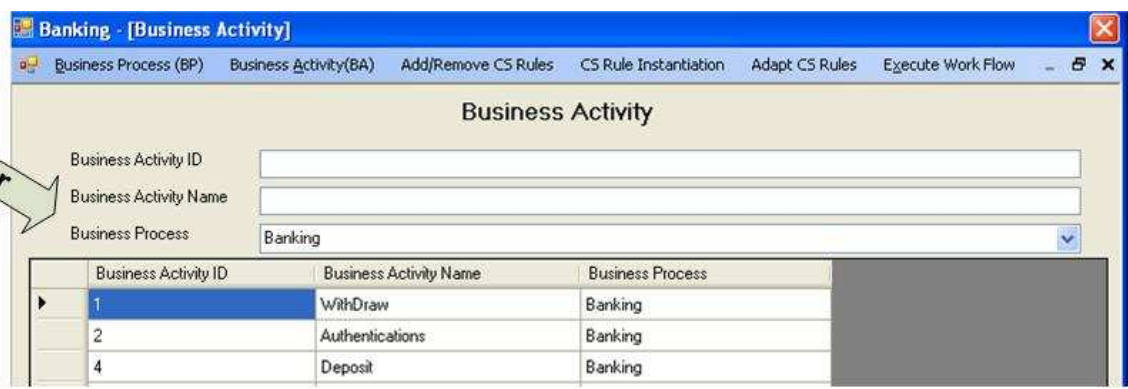 Banking - [Business Activity]
Business Process (BP) Business Activity(BA) Add/Remove CS Rules CS Rule Instantiation Adapt CS Rules Execute Work Flow
Business Activity
Business Activity ID
Business Activity Name
Business Process Banking
Business Activity ID Business Activity Name Business Process
1 WithDraw Banking
2 Authentications Banking
4 Deposit Banking